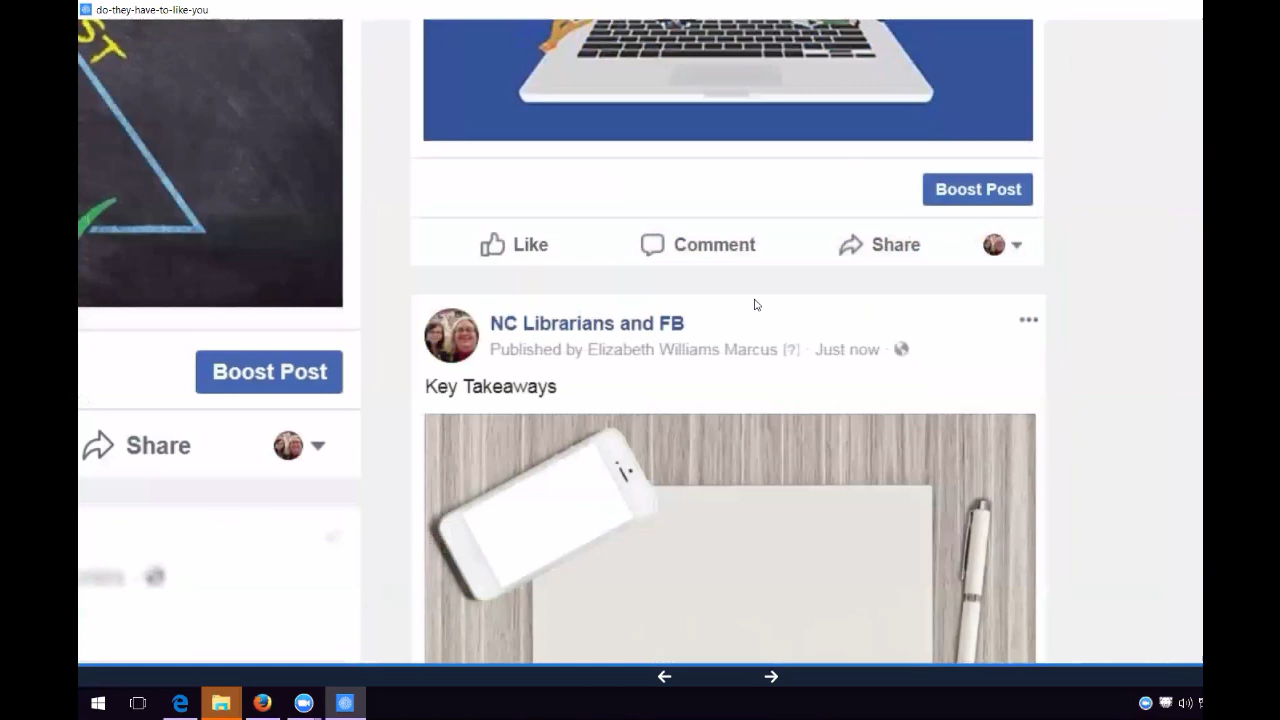 do-they-have-to-like-you
ST
Boost Post
Share
Boost Post
Like Comment Share
NC Librarians and FB
Published by Elizabeth Williams Marcus [?] · Just now ·
Key Takeaways